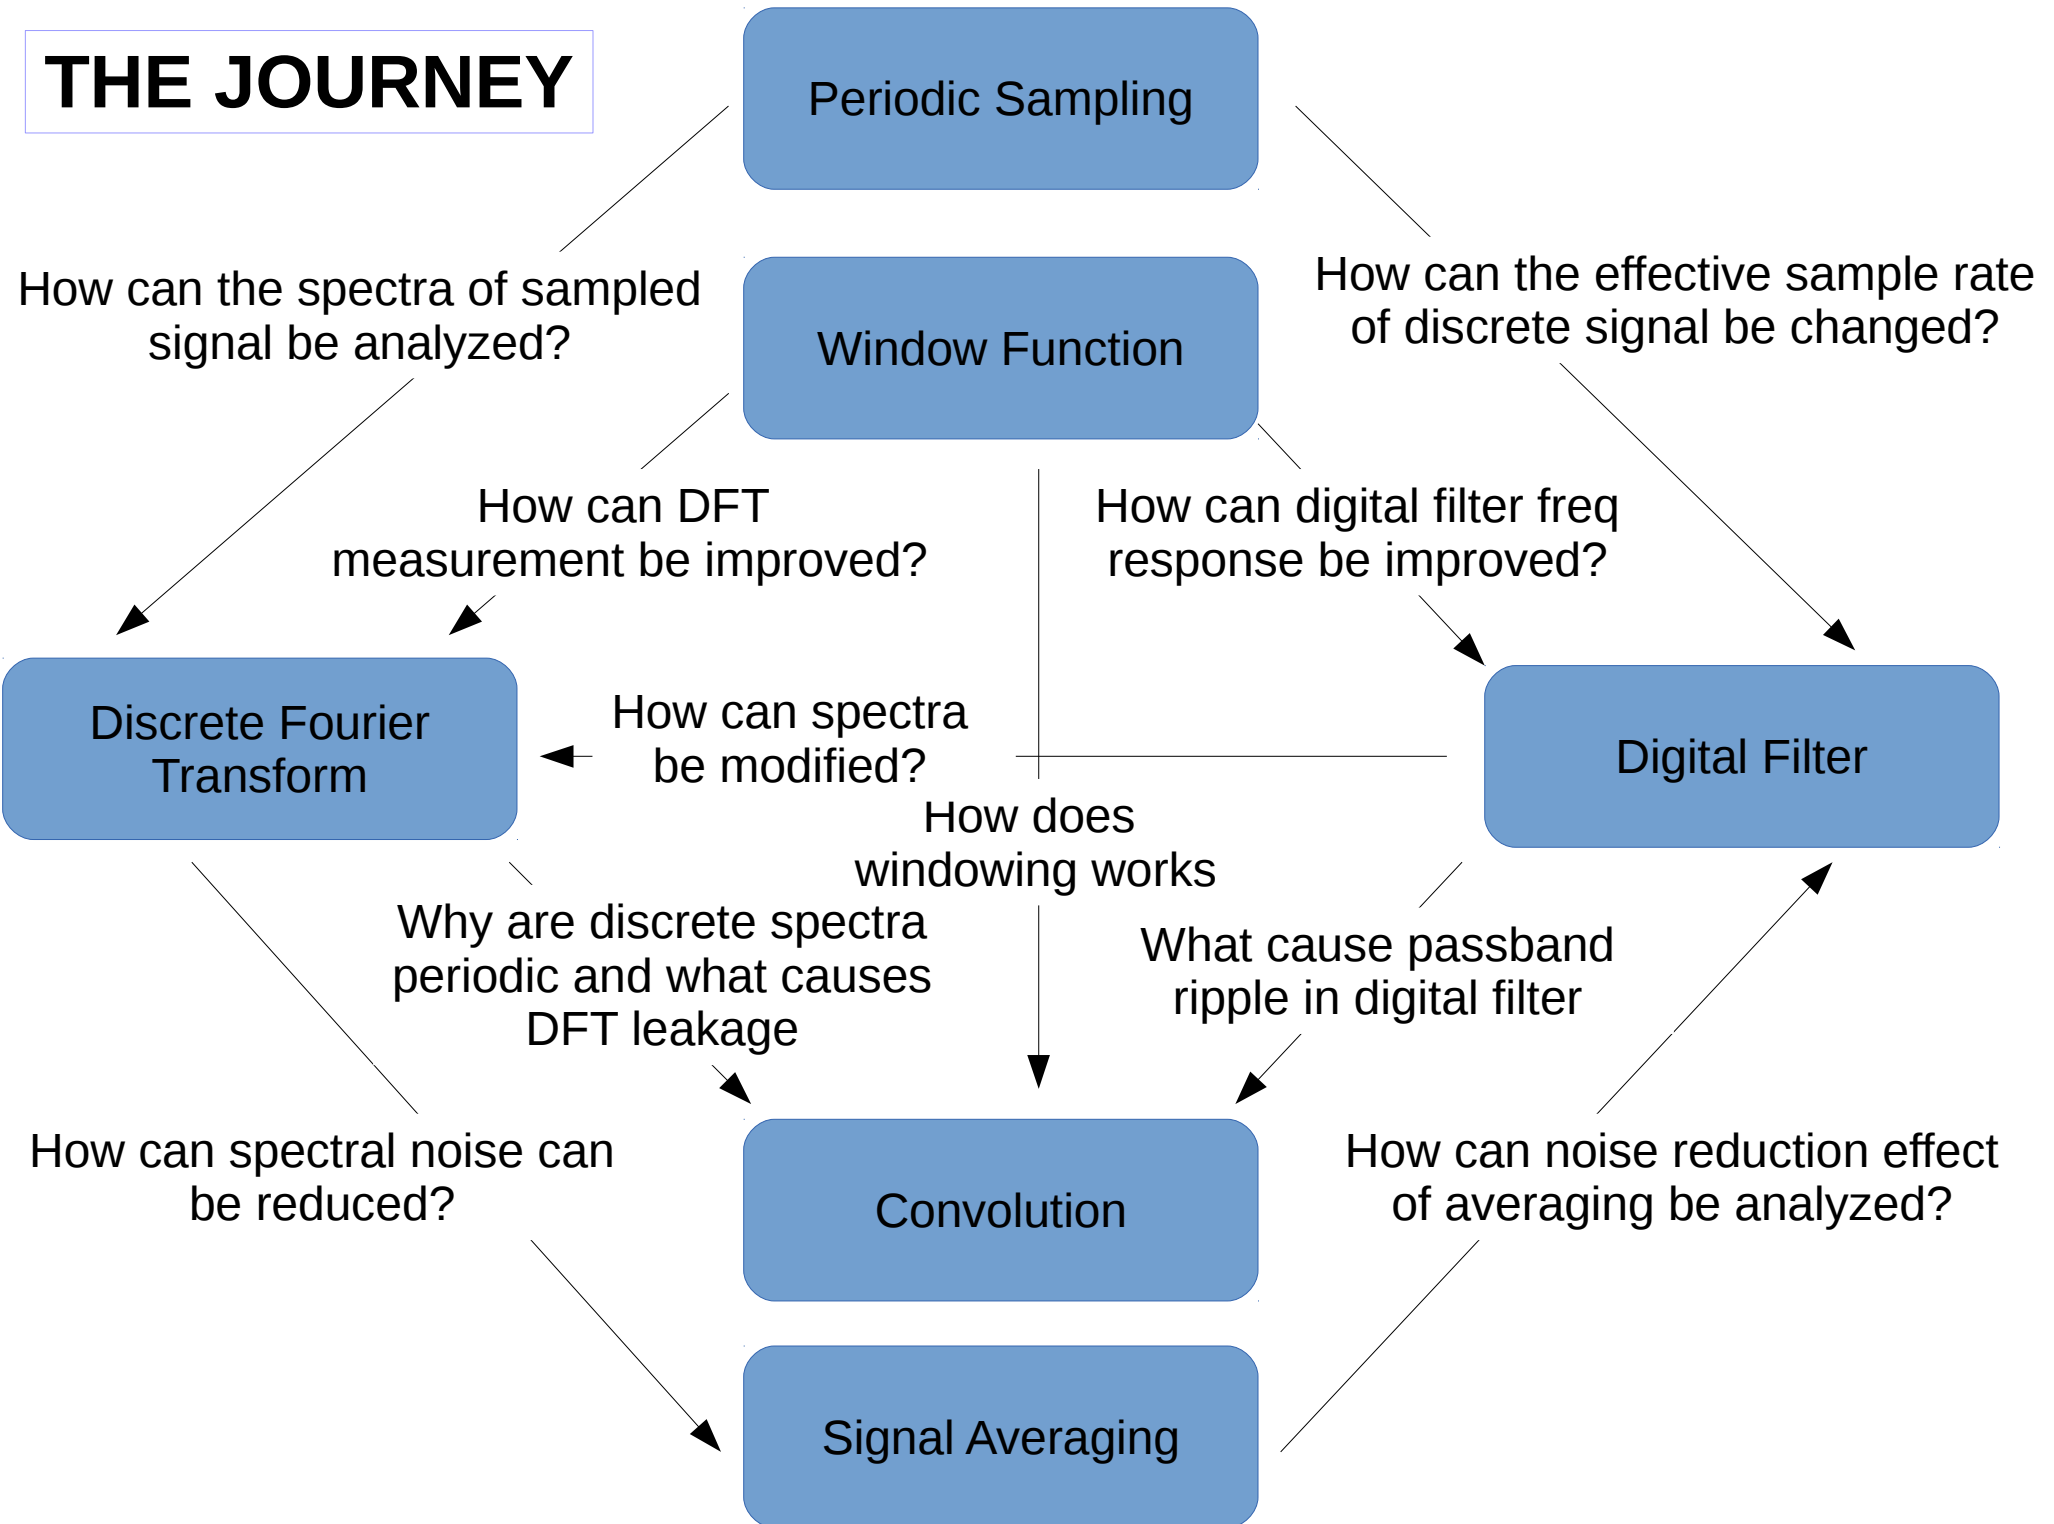 THE JOURNEY
Periodic Sampling
How can the spectra of sampled
signal be analyzed?
Window Function
How can the effective sample rate
of discrete signal be changed?
How can DFT
measurement be improved?
How can digital filter freq
response be improved?
Discrete Fourier
Transform
How can spectra
be modified?
Digital Filter
How does
windowing works
Why are discrete spectra
periodic and what causes
DFT leakage
What cause passband
ripple in digital filter
How can spectral noise can
be reduced?
Convolution
How can noise reduction effect
of averaging be analyzed?
Signal Averaging